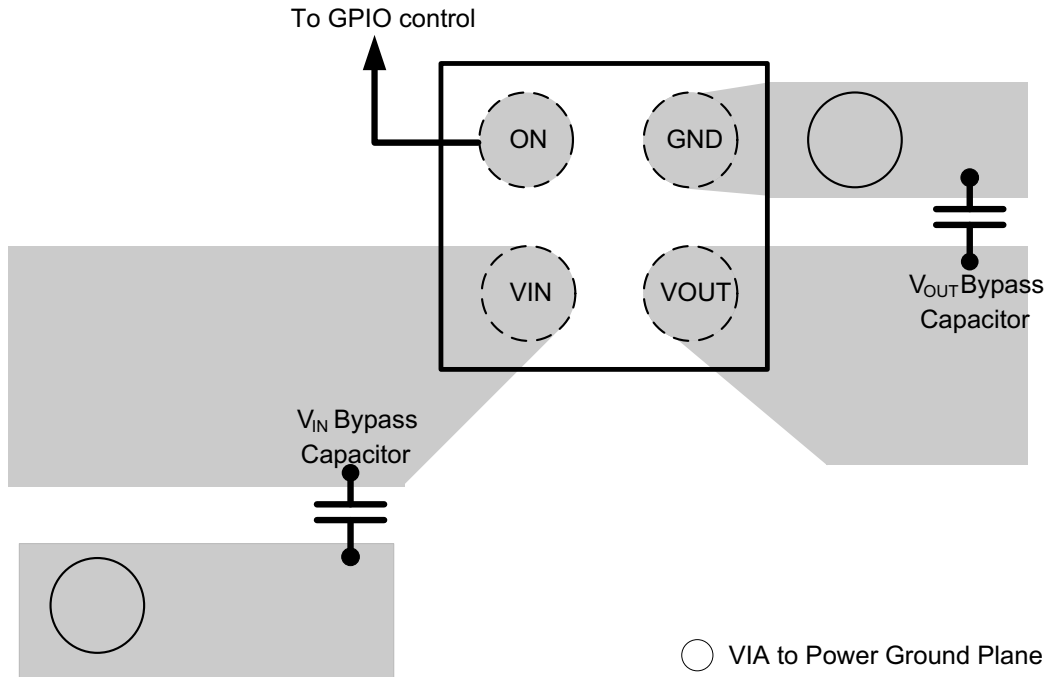 To GPIO control
ON
GND
VIN
VOUT
VOUT Bypass
Capacitor
VIN Bypass
Capacitor
VIA to Power Ground Plane